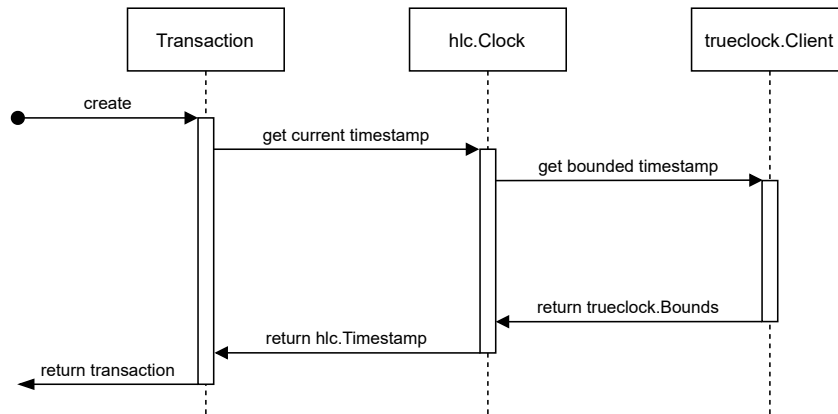 Transaction
hlc.Clock
trueclock.Client
create
get current timestamp
get bounded timestamp
return trueclock.Bounds
return hlc.Timestamp
return transaction